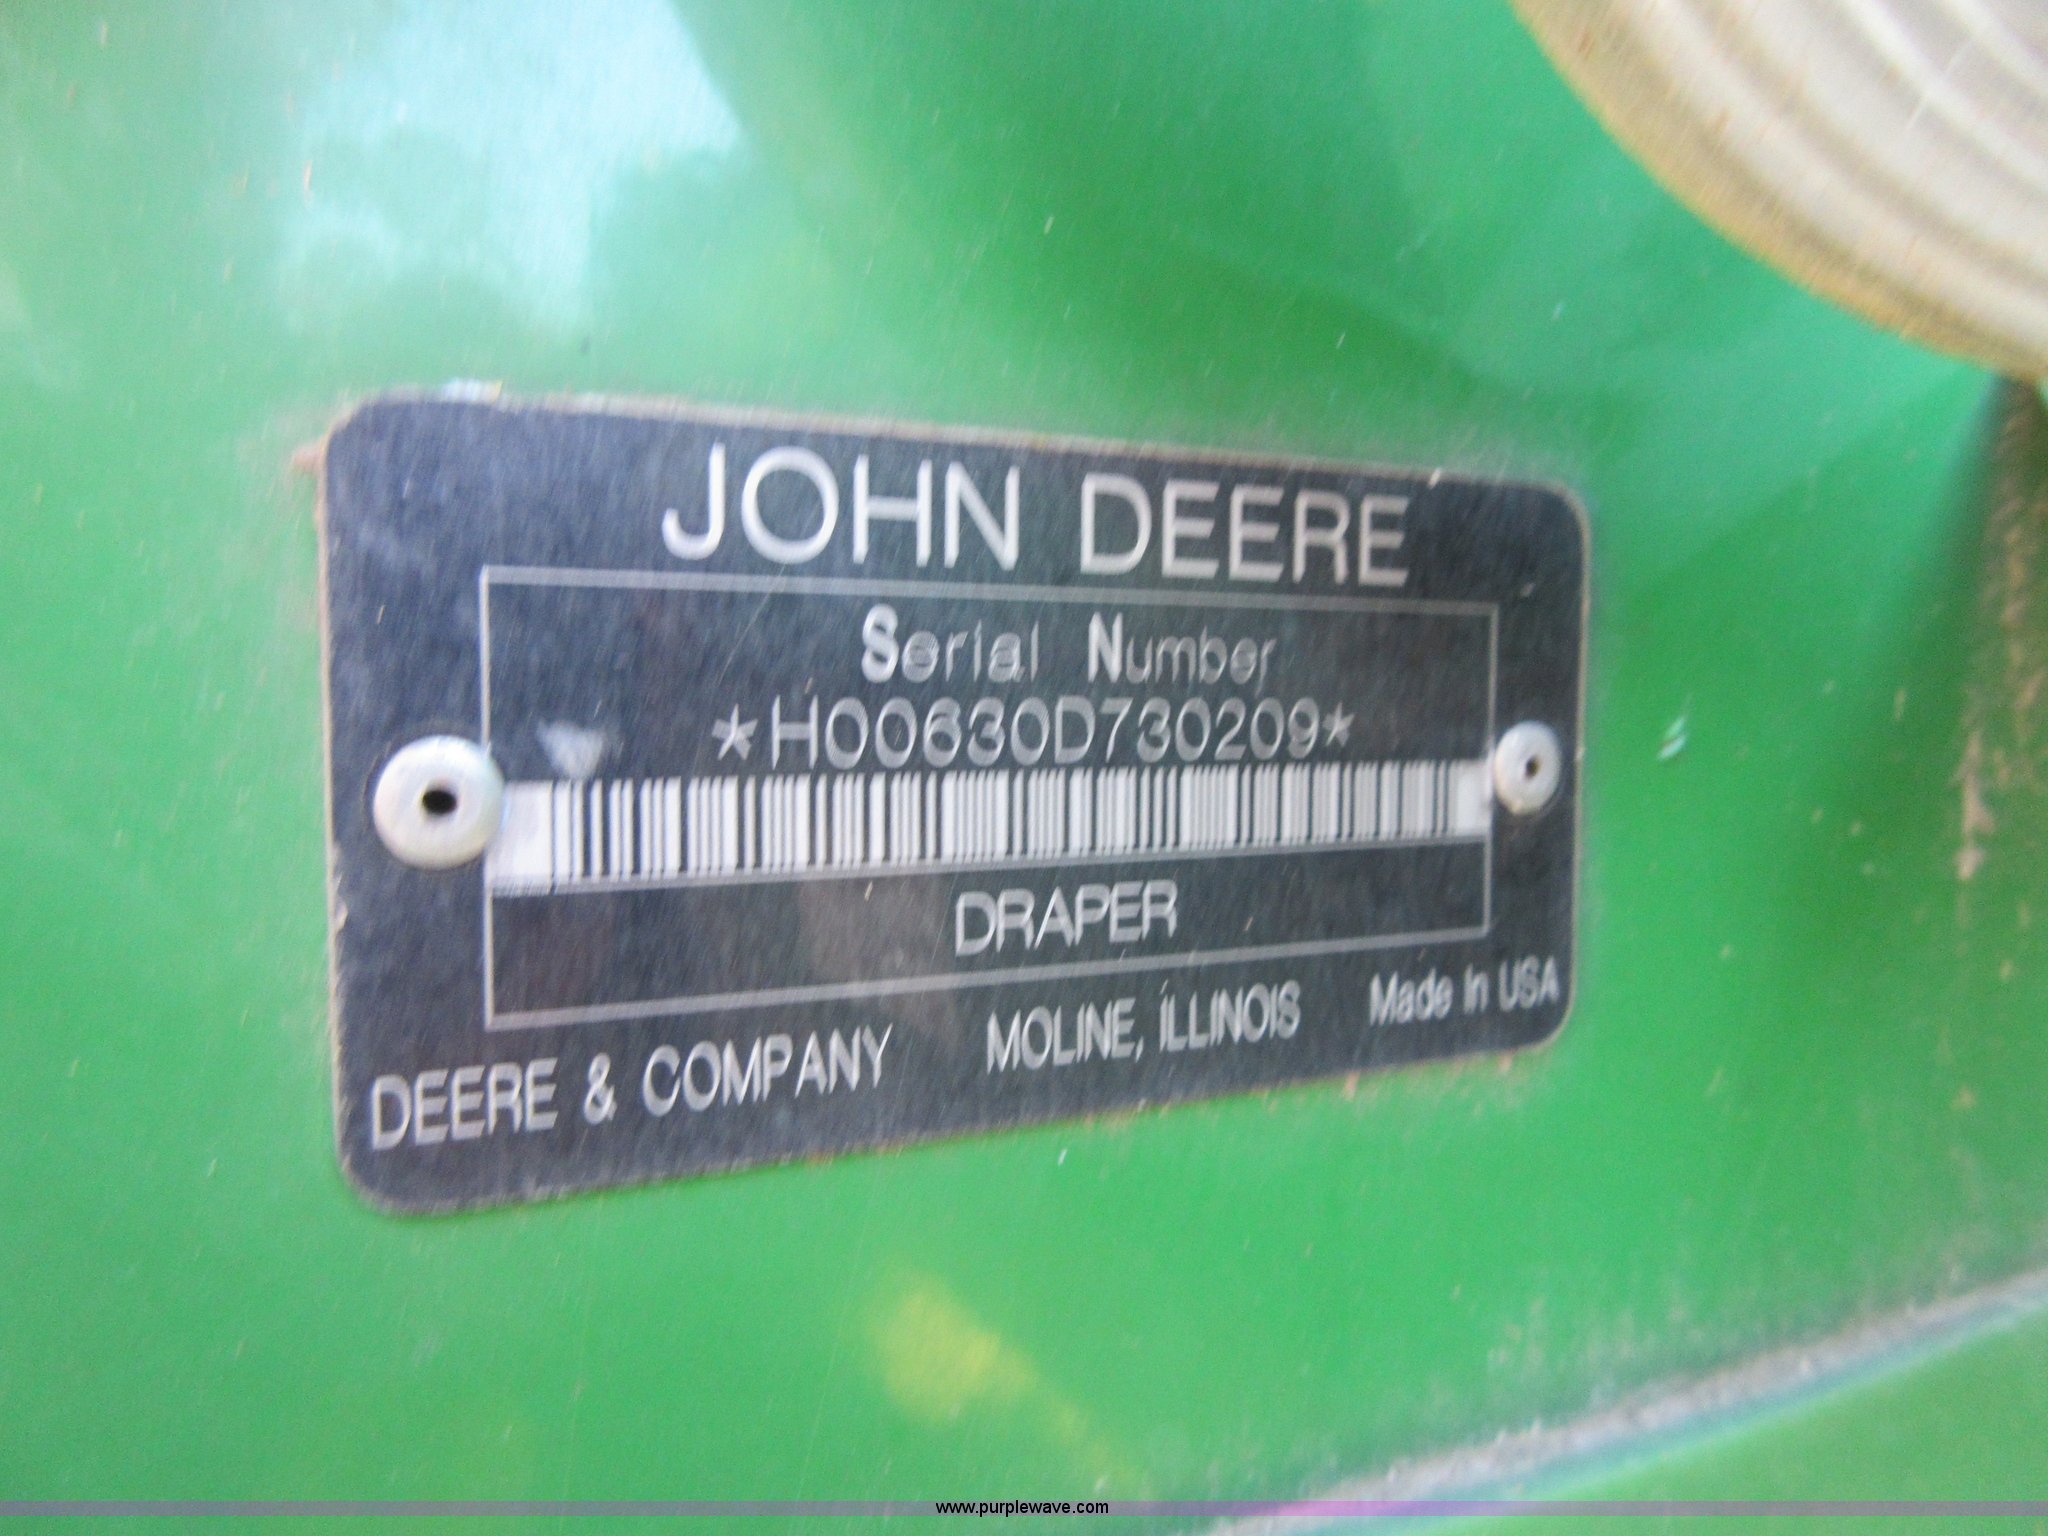 JOHN DEERE
Serial Number
*H00630D730209*
DRAPER
DEERE & COMPANY MOLINE, ILLINOIS Made in USA
www.purplewave.com